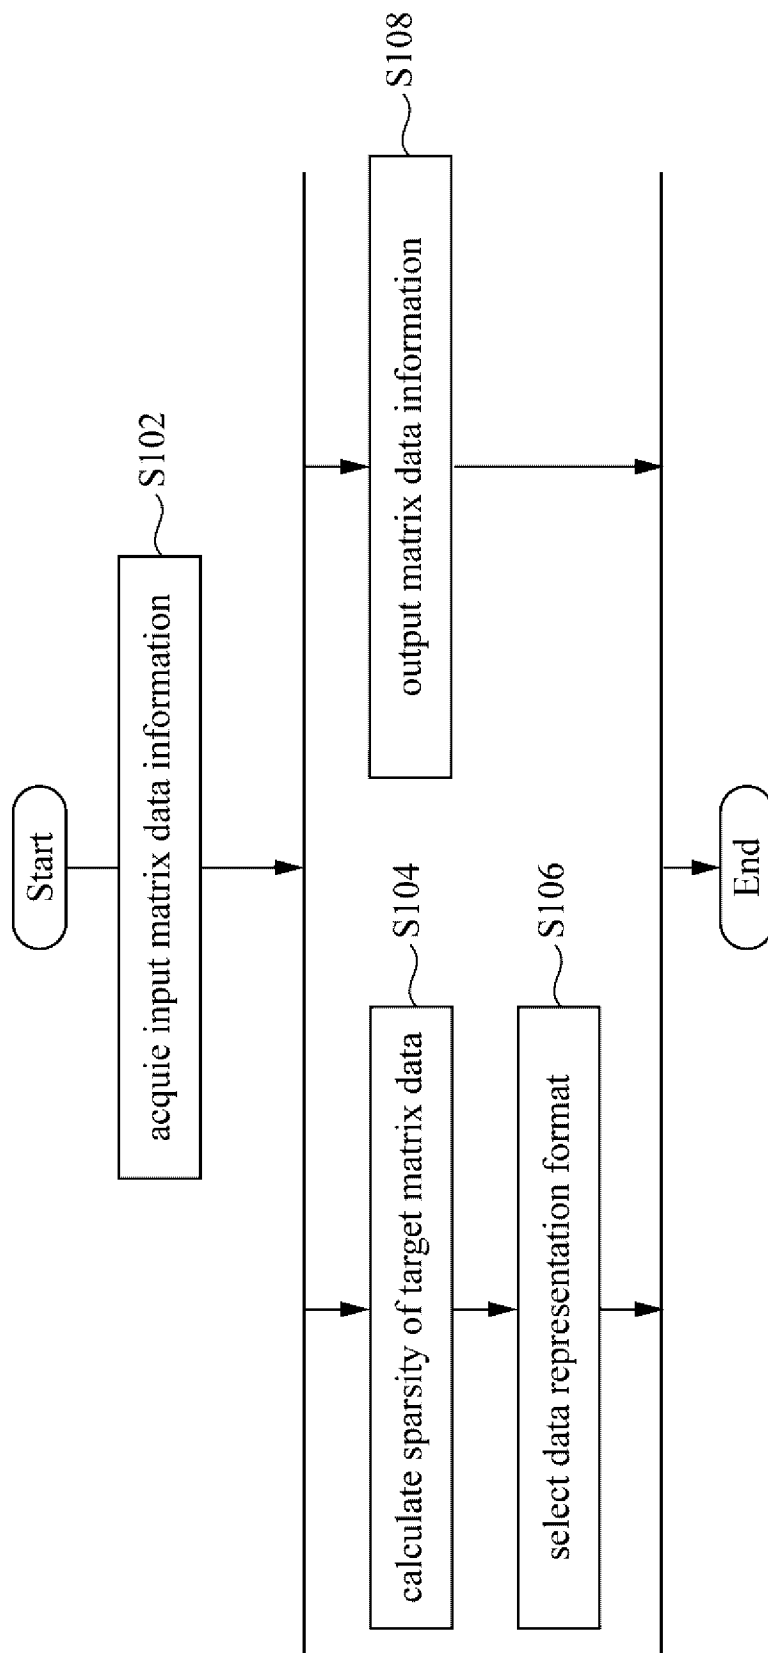 Start
acquie input matrix data information
S102
calculate sparsity of target matrix data
S104
select data representation format
S106
output matrix data information
S108
End